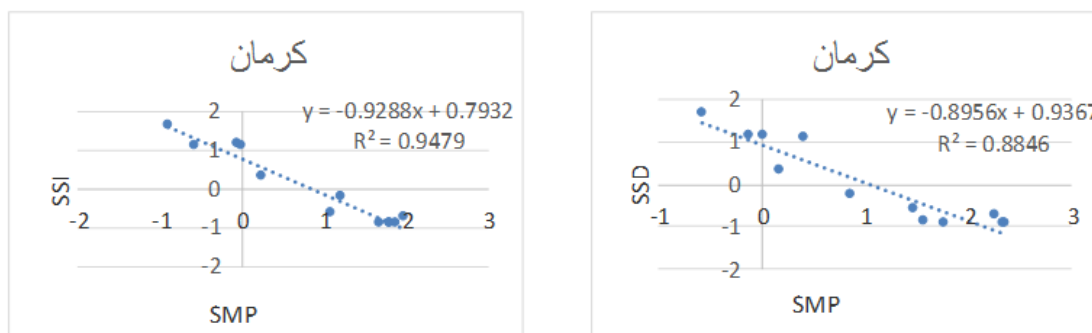 كرمان
y = -0.9288x + 0.7932
R² = 0.9479
2
1
0
-1
-2
-2 -1 0 1 2 3
SSI
SMP
كرمان
y = -0.8956x + 0.9367
R² = 0.8846
2
1
0
-1
-2
-1 0 1 2 3
SSD
SMP